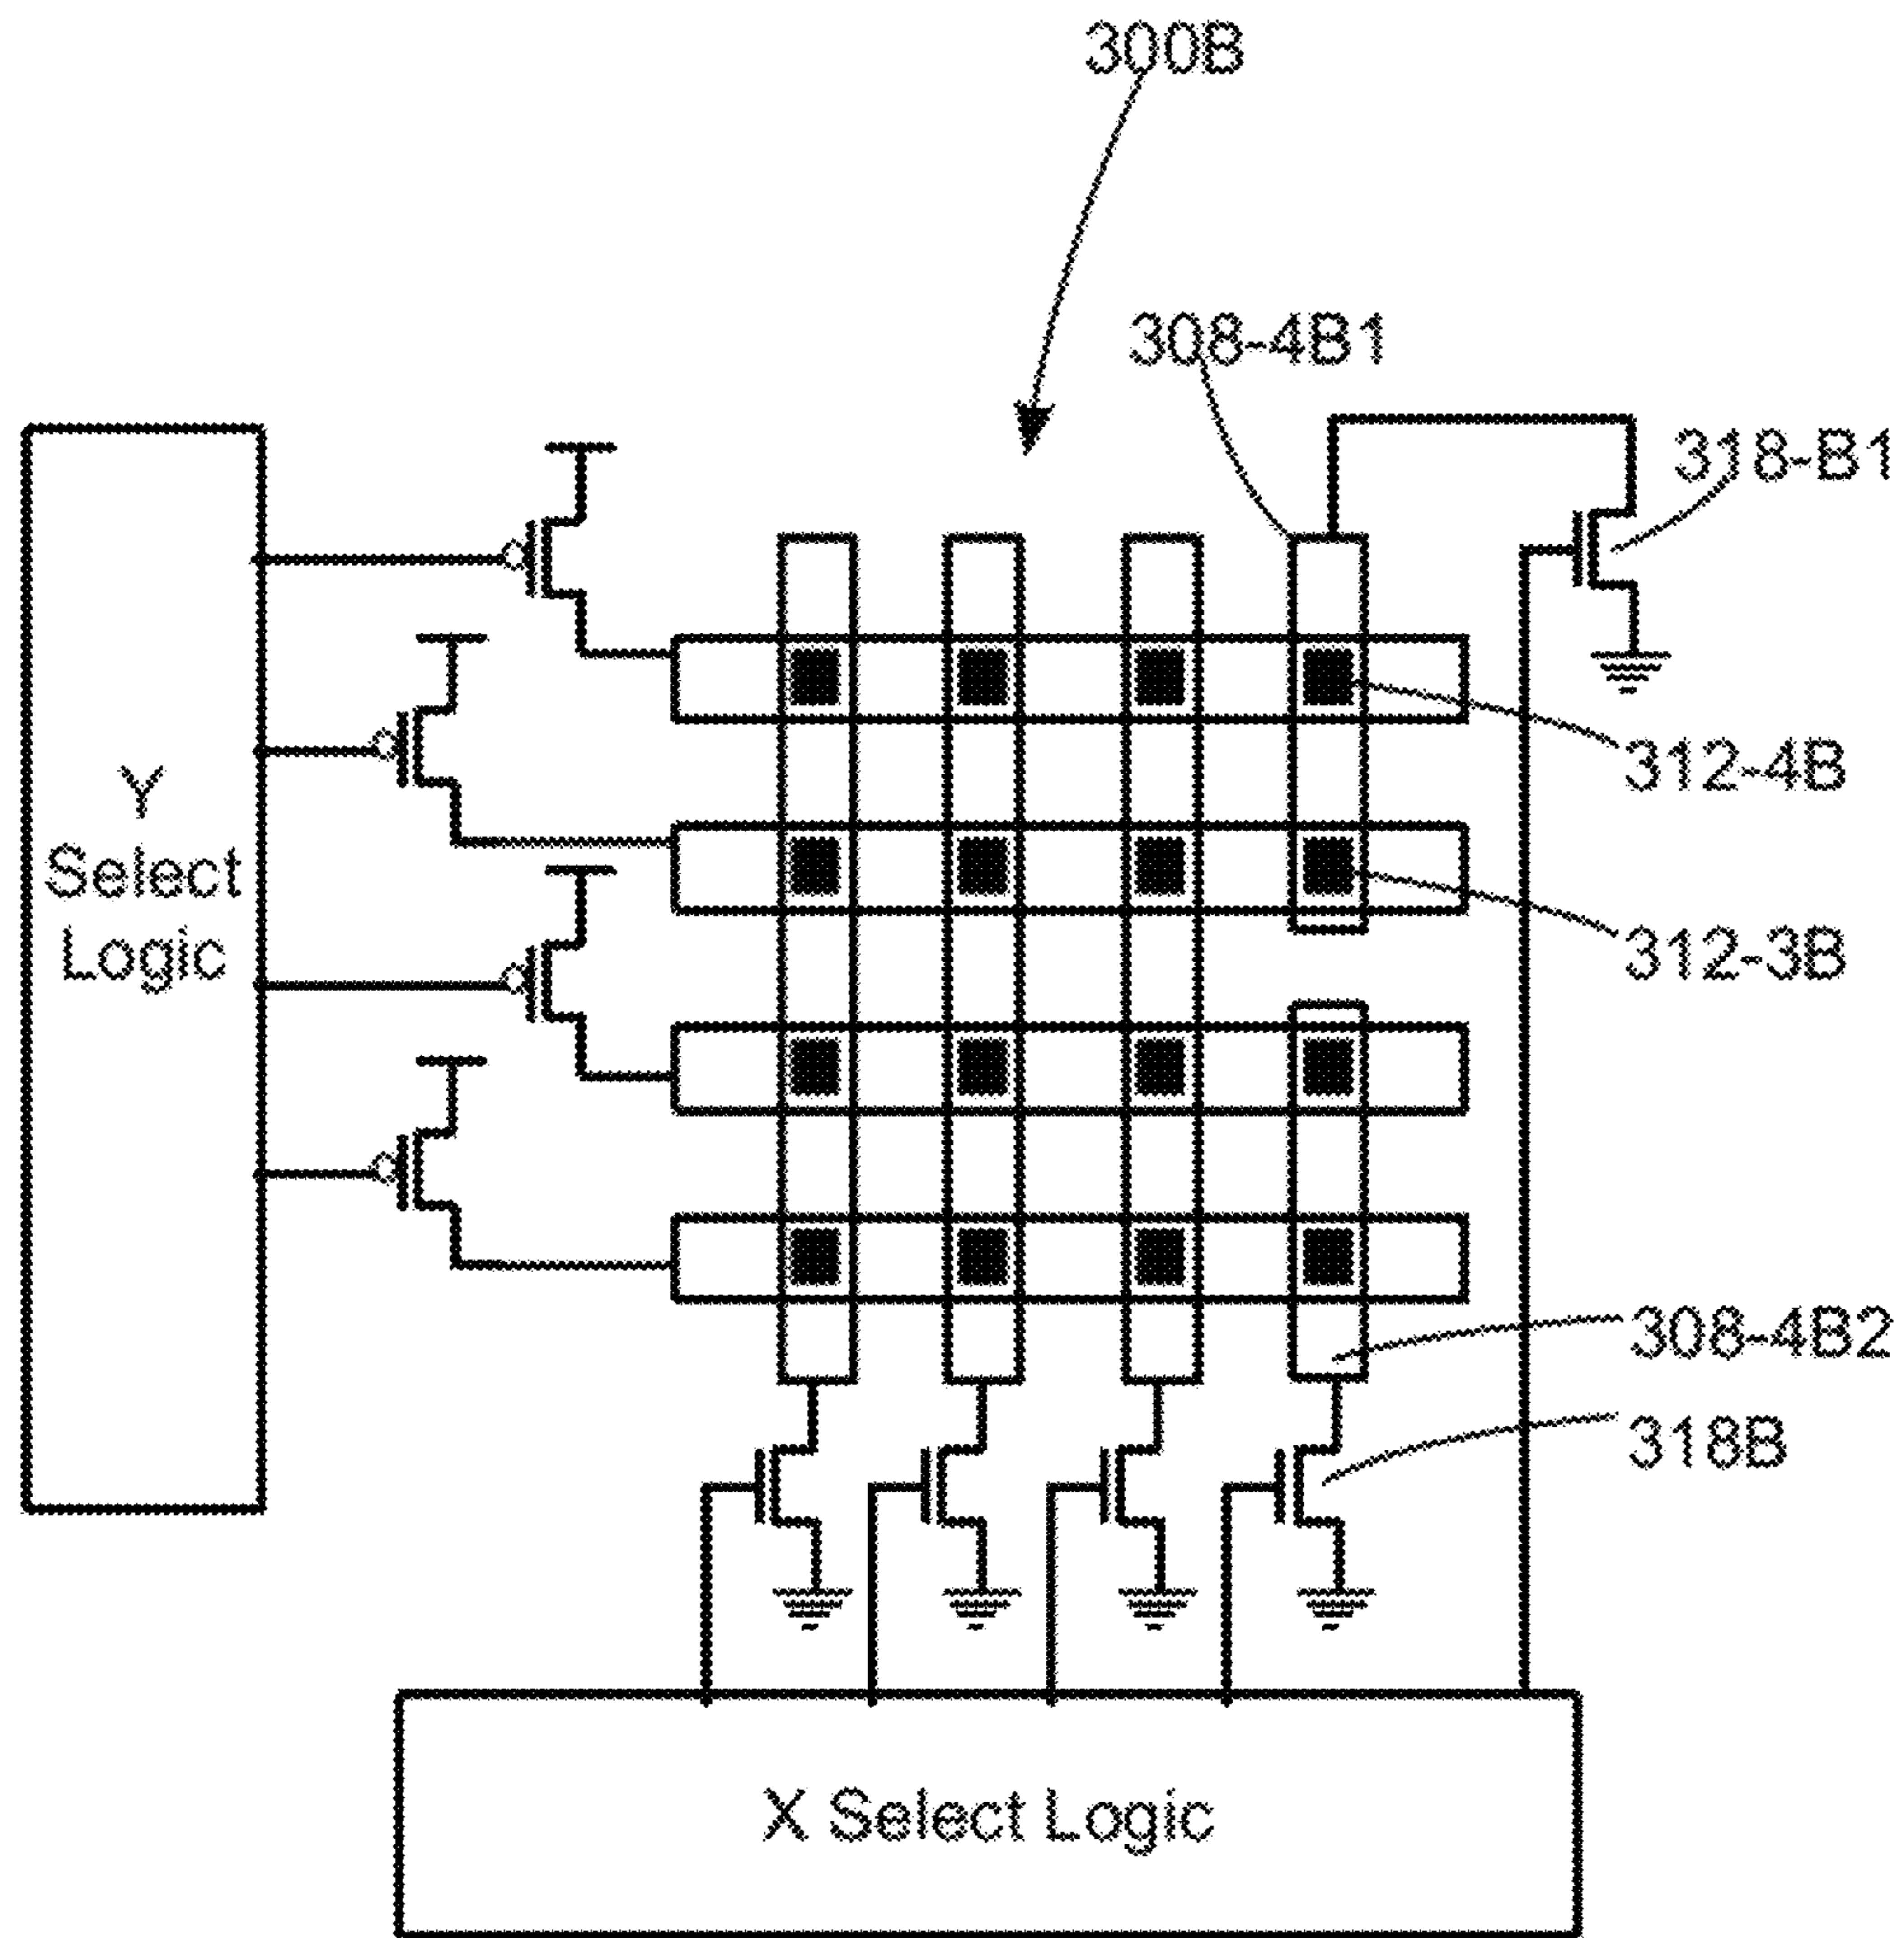 300B
308-4B1
318-B1
312-4B
Y
Select
Logic
312-3B
308-4B2
318B
X Select Logic